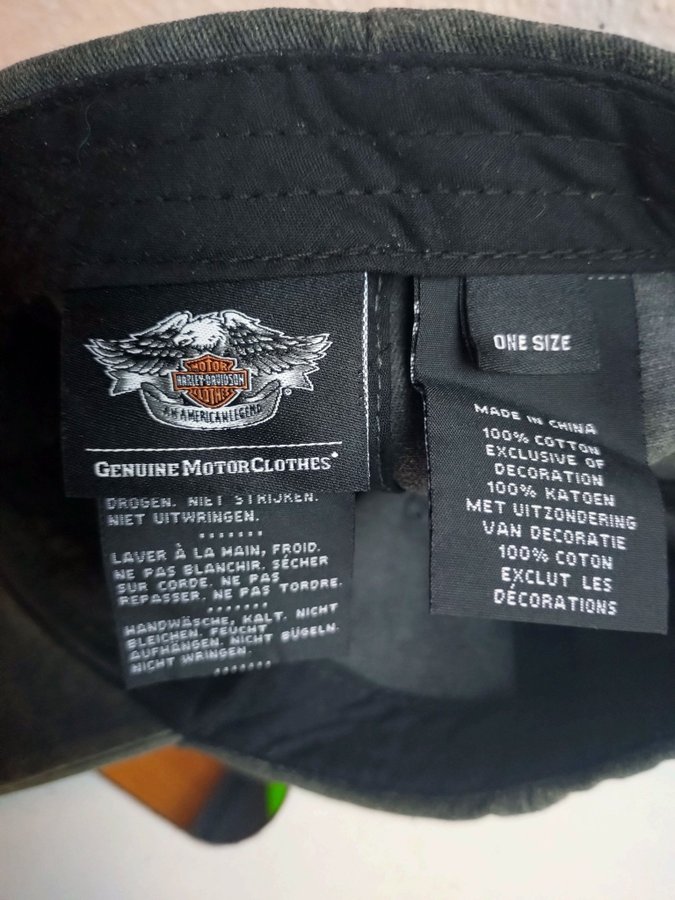 MOTOR
HARLEY-DAVIDSON
CLOTHES
AN AMERICAN LEGEND
®
GENUINE MOTORCLOTHES®
DROGEN. NIET STRIJKEN.
NIET UITWRINGEN.
.......
LAVER À LA MAIN, FROID.
NE PAS BLANCHIR. SÉCHER
SUR CORDE. NE PAS
REPASSER. NE PAS TORDRE.
.......
HANDWÄSCHE, KALT. NICHT
BLEICHEN. FEUCHT
AUFHÄNGEN. NICHT BÜGELN.
NICHT WRINGEN.
.......
ONE SIZE
MADE IN CHINA
100% COTTON
EXCLUSIVE OF
DECORATION
100% KATOEN
MET UITZONDERING
VAN DECORATIE
100% COTON
EXCLUT LES
DÉCORATIONS